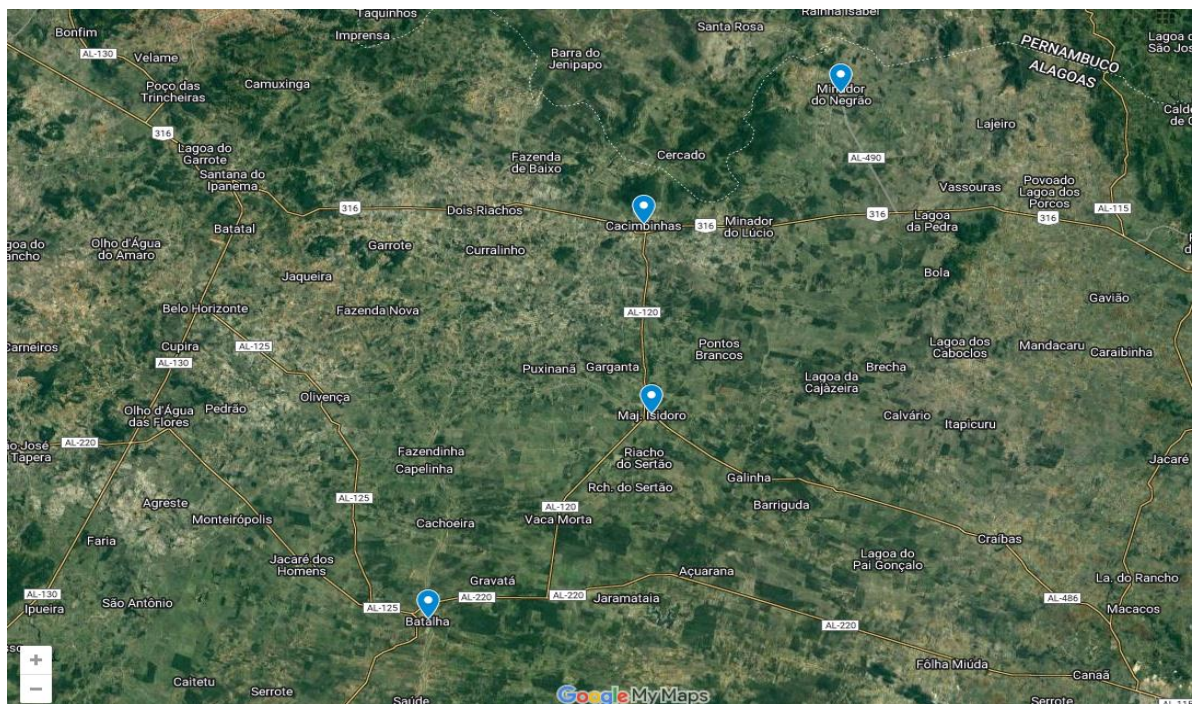 Taquinhos
Rainha Isabel
Bonfim
Imprensa
Santa Rosa
AL-130
Velame
Barra do
Jenipapo
PERNAMBUCO
ALAGOAS
Poço das
Trincheiras
Camuxinga
Minador
do Negrão
Lajeiro
316
Lagoa do
Garrote
Fazenda
de Baixo
Cercado
AL-490
Santana do
Ipanema
Vassouras
Povoado
Lagoa dos
Porcos
316
Dois Riachos
Cacimbinhas
316
Minador
do Lúcio
316
Lagoa
da Pedra
316
AL-115
Batatal
Olho d'Água
do Amaro
Garrote
Curralinho
Jaqueira
Bola
Belo Horizonte
Fazenda Nova
AL-120
Gavião
Carneiros
Cupira
AL-125
Pontos
Brancos
Lagoa dos
Caboclos
Mandacaru
Caraibinha
AL-130
Puxinanã
Garganta
Brecha
Lagoa da
Cajàzeira
Olivença
Olho d'Água
das Flores
Pedrão
Maj. Isidoro
Calvário
Itapicuru
AL-220
Fazendinha
Capelinha
Riacho
do Sertão
Jacaré
Galinha
Rch. do Sertão
Agreste
AL-125
AL-120
Barriguda
Monteirópolis
Cachoeira
Vaca Morta
Faria
Craíbas
Jacaré dos
Homens
Lagoa do
Pai Gonçalo
Gravatá
Açuarana
La. do Rancho
AL-130
Ipueira
São Antônio
AL-125
AL-220
AL-220
Jaramataia
AL-486
Macacos
Batalha
AL-220
Fôlha Miúda
Canaã
Caitetu
Serrote
Saúde
Google My Maps
Serrote
AL-115